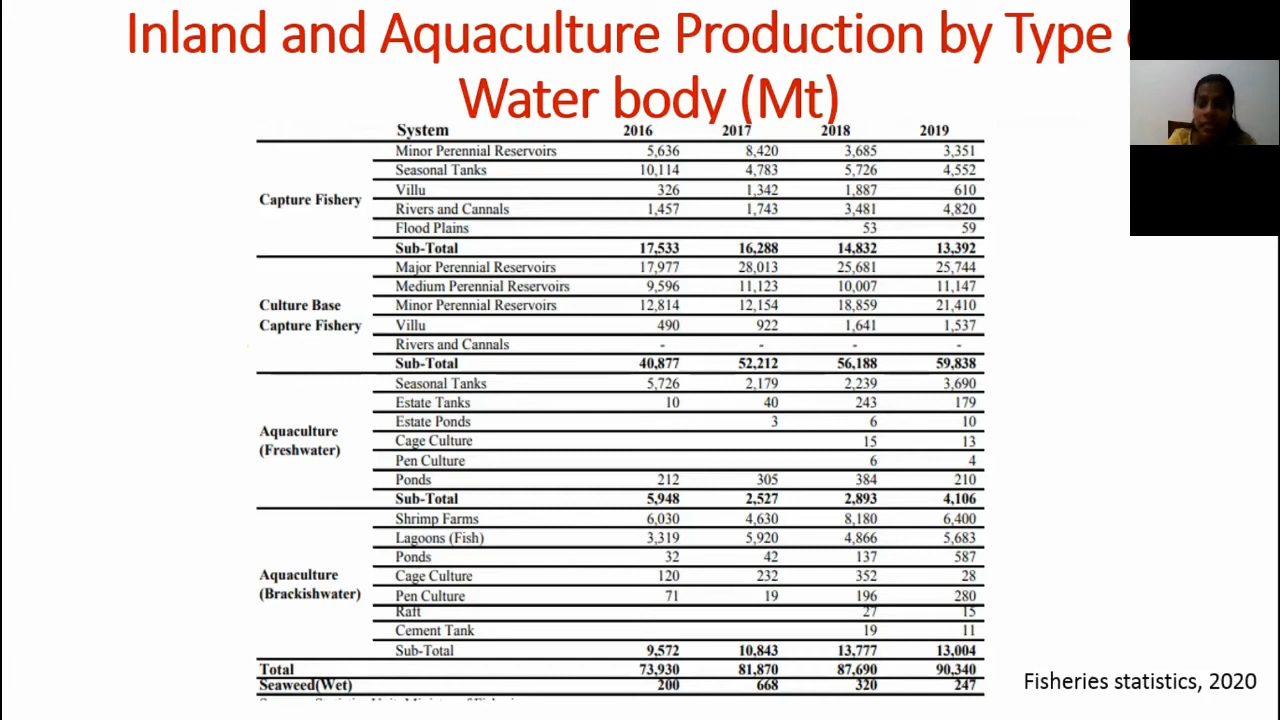 Inland and Aquaculture Production by Type
Water body (Mt)
System 2016 2017 2018 2019
Capture Fishery
Minor Perennial Reservoirs 5,636 8,420 3,685 3,351
Seasonal Tanks 10,114 4,783 5,726 4,552
Villu 326 1,342 1,887 610
Rivers and Cannals 1,457 1,743 3,481 4,820
Flood Plains 53 59
Sub-Total 17,533 16,288 14,832 13,392
Culture Base
Capture Fishery
Major Perennial Reservoirs 17,977 28,013 25,681 25,744
Medium Perennial Reservoirs 9,596 11,123 10,007 11,147
Minor Perennial Reservoirs 12,814 12,154 18,859 21,410
Villu 490 922 1,641 1,537
Rivers and Cannals - - - -
Sub-Total 40,877 52,212 56,188 59,838
Aquaculture
(Freshwater)
Seasonal Tanks 5,726 2,179 2,239 3,690
Estate Tanks 10 40 243 179
Estate Ponds 3 6 10
Cage Culture 15 13
Pen Culture 6 4
Ponds 212 305 384 210
Sub-Total 5,948 2,527 2,893 4,106
Aquaculture
(Brackishwater)
Shrimp Farms 6,030 4,630 8,180 6,400
Lagoons (Fish) 3,319 5,920 4,866 5,683
Ponds 32 42 137 587
Cage Culture 120 232 352 28
Pen Culture 71 19 196 280
Raft 27 15
Cement Tank 19 11
Sub-Total 9,572 10,843 13,777 13,004
Total 73,930 81,870 87,690 90,340
Seaweed(Wet) 200 668 320 247
Fisheries statistics, 2020